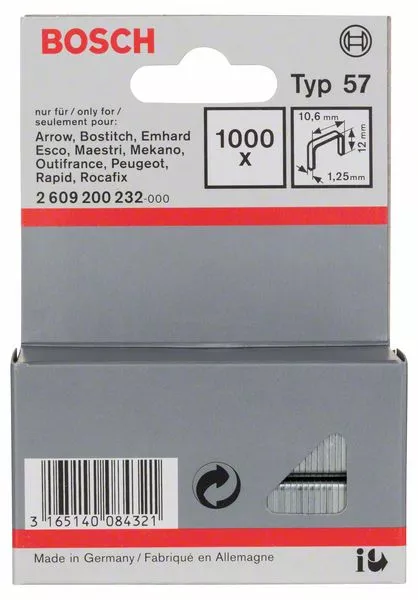 BOSCH
Typ 57
nur für / only for /
seulement pour:
Arrow, Bostitch, Emhard
Esco, Maestri, Mekano,
Outifrance, Peugeot,
Rapid, Rocafix
2 609 200 232-000
1000
x
10,6 mm
12 mm
1,25mm
3 165140 084321
Made in Germany / Fabriqué en Allemagne